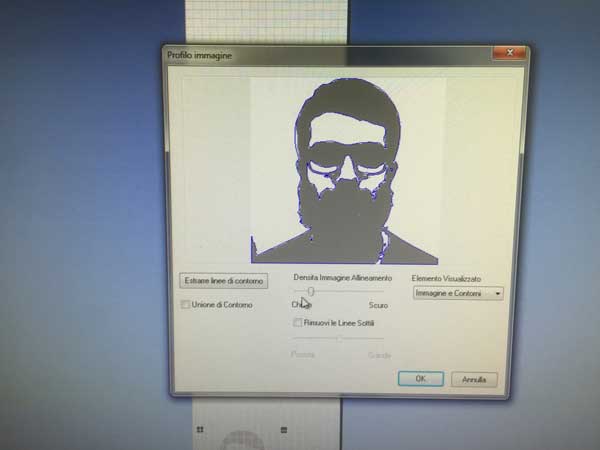 Profilo immagine
Estrarre linee di contorno
Densita Immagine Allineamento
Elemento Visualizzato
Immagine e Contorni
Unione di Contorno
Scuro
Rimuovi le Linee Sottili
Piccola
Grande
OK
Annulla